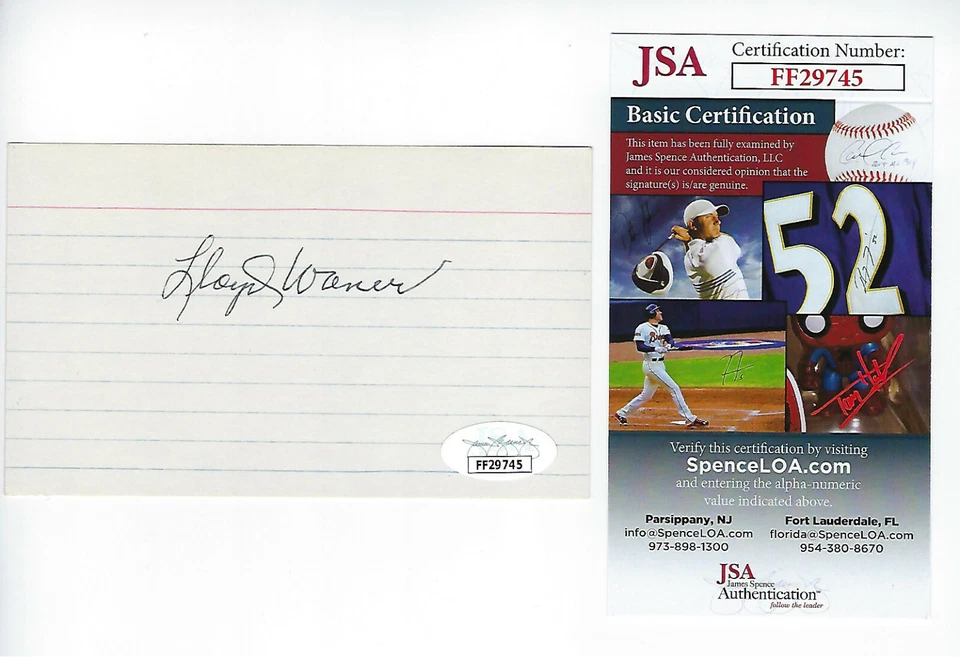 Lloyd Waner
FF29745
JSA
Certification Number:
FF29745
Basic Certification
This item has been fully examined by
James Spence Authentication, LLC
and it is our considered opinion that the
signature(s) is/are genuine.
52
Verify this certification by visiting
SpenceLOA.com
and entering the alpha-numeric
value indicated above.
Parsippany, NJ
info@SpenceLOA.com
973-898-1300
Fort Lauderdale, FL
florida@SpenceLOA.com
954-380-8670
JSA
James Spence
Authentication™
follow the leader